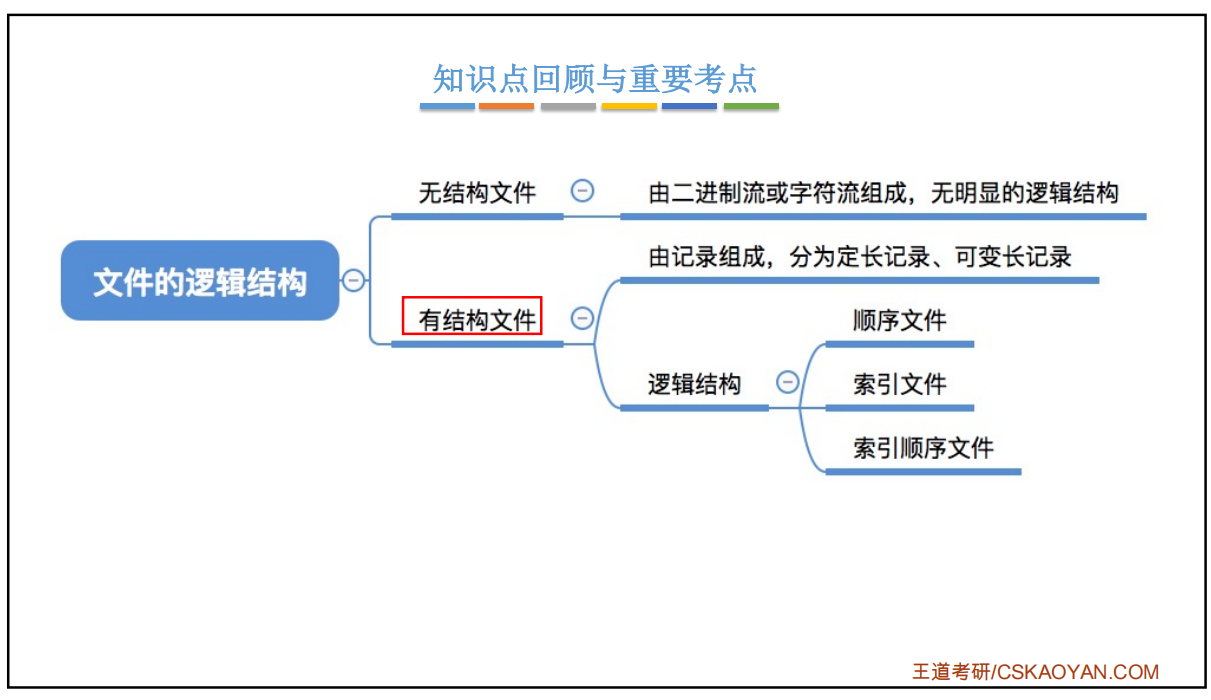 知识点回顾与重要考点
无结构文件
由二进制流或字符流组成，无明显的逻辑结构
由记录组成，分为定长记录、可变长记录
文件的逻辑结构
有结构文件
顺序文件
逻辑结构
索引文件
索引顺序文件
王道考研/CSKAOYAN.COM